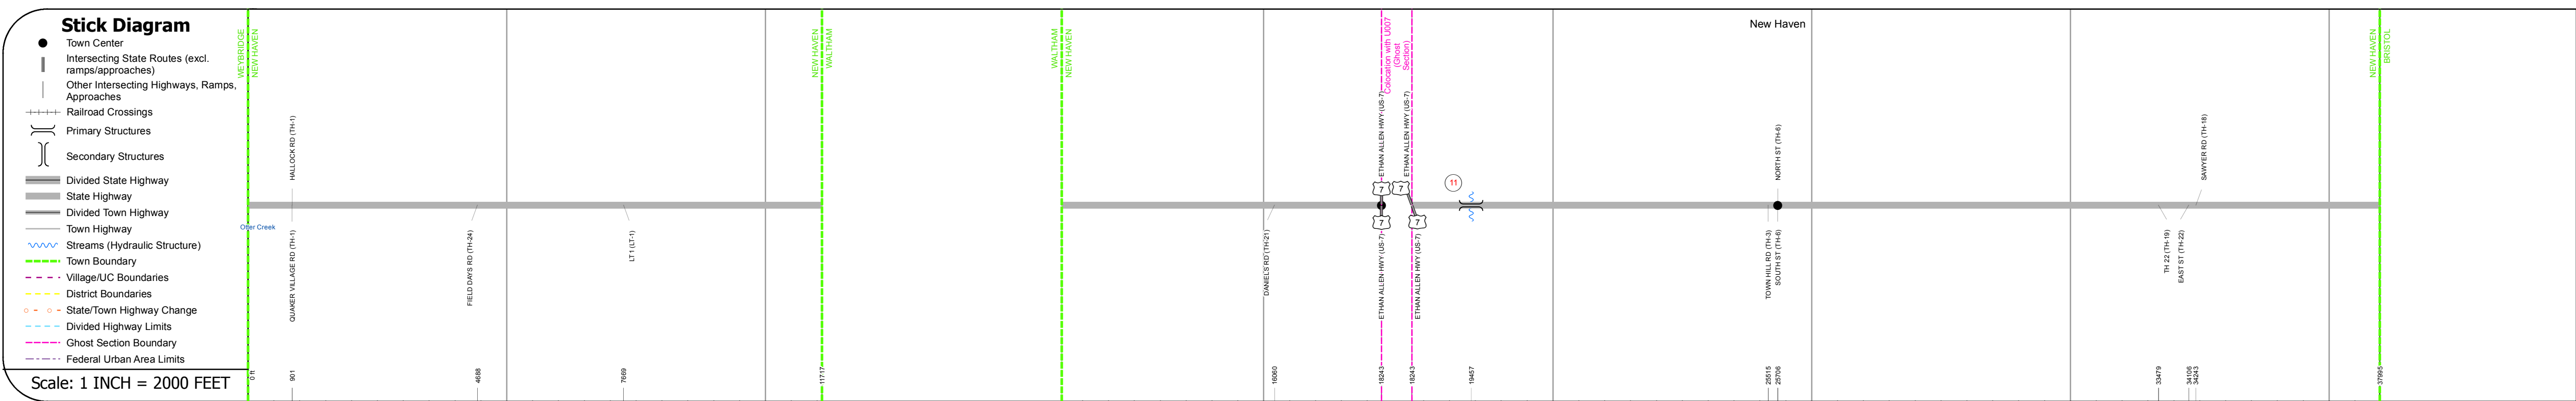 Stick Diagram
Town Center
Intersecting State Routes (excl.
ramps/approaches)
Other Intersecting Highways, Ramps,
Approaches
Railroad Crossings
Primary Structures
Secondary Structures
Divided State Highway
State Highway
Divided Town Highway
Town Highway
Streams (Hydraulic Structure)
Town Boundary
Village/UC Boundaries
District Boundaries
State/Town Highway Change
Divided Highway Limits
Ghost Section Boundary
Federal Urban Area Limits
Scale: 1 INCH = 2000 FEET
WEYBRIDGE
NEW HAVEN
Otter Creek
HALLOCK RD (TH-1)
QUAKER VILLAGE RD (TH-1)
FIELD DAYS RD (TH-24)
LT1 (LT-1)
NEW HAVEN
WALTHAM
WALTHAM
NEW HAVEN
DANIELS RD (TH-21)
Colocation with U007
(Ghost
Section)
ETHAN ALLEN HWY (US-7)
ETHAN ALLEN HWY (US-7)
7
7
7
7
ETHAN ALLEN HWY (US-7)
ETHAN ALLEN HWY (US-7)
11
New Haven
NORTH ST (TH-6)
TOWN HILL RD (TH-3)
SOUTH ST (TH-6)
SAWYER RD (TH-18)
TH 22 (TH-19)
EAST ST (TH-22)
NEW HAVEN
BRISTOL
0 ft
901
4688
7669
11717
16060
18243
18243
19457
25515
25706
33479
34106
34243
37995